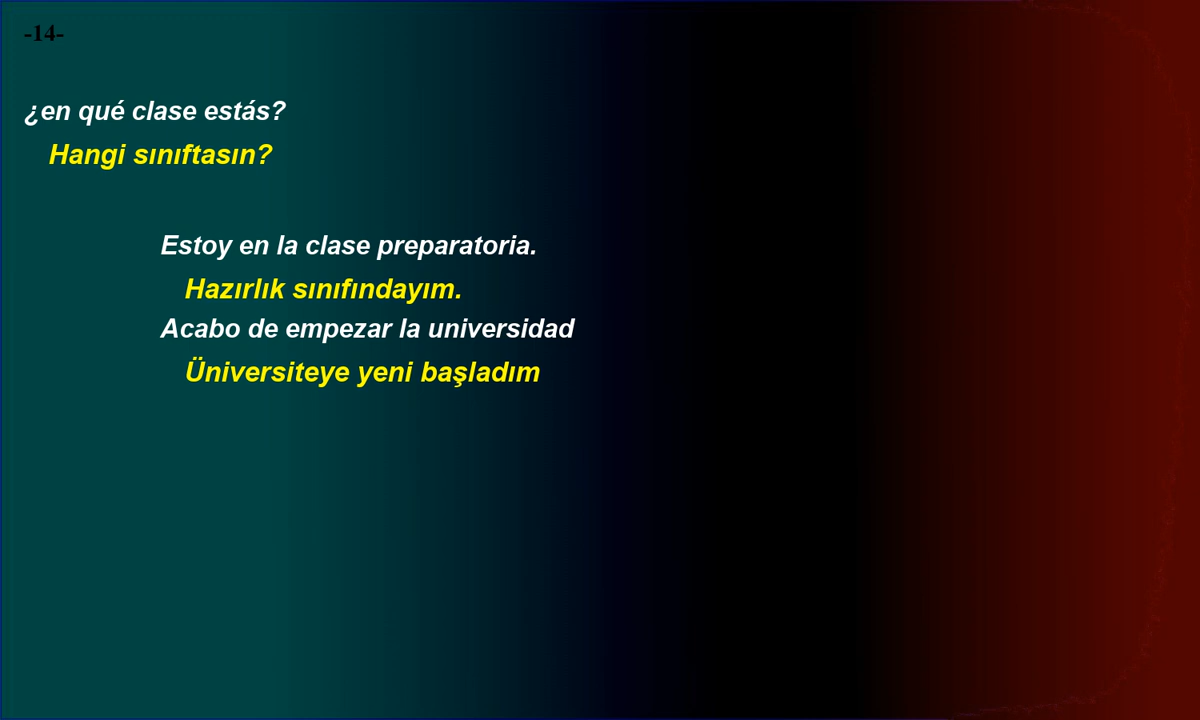 -14-
¿en qué clase estás?
Hangi sınıftasın?
Estoy en la clase preparatoria.
Hazırlık sınıfındayım.
Acabo de empezar la universidad
Üniversiteye yeni başladım